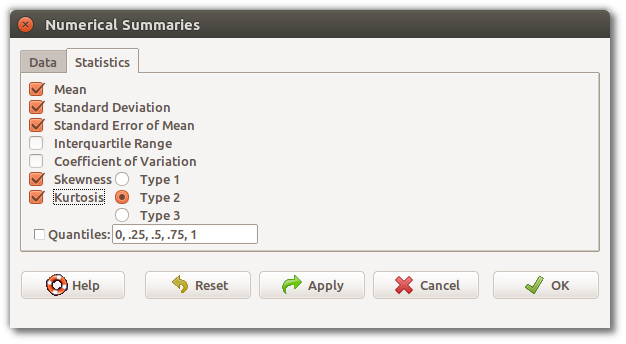 Numerical Summaries
Data Statistics
Mean
Standard Deviation
Standard Error of Mean
Interquartile Range
Coefficient of Variation
Skewness Type 1
Kurtosis Type 2
Type 3
Quantiles: 0, .25, .5, .75, 1
Help Reset Apply Cancel OK